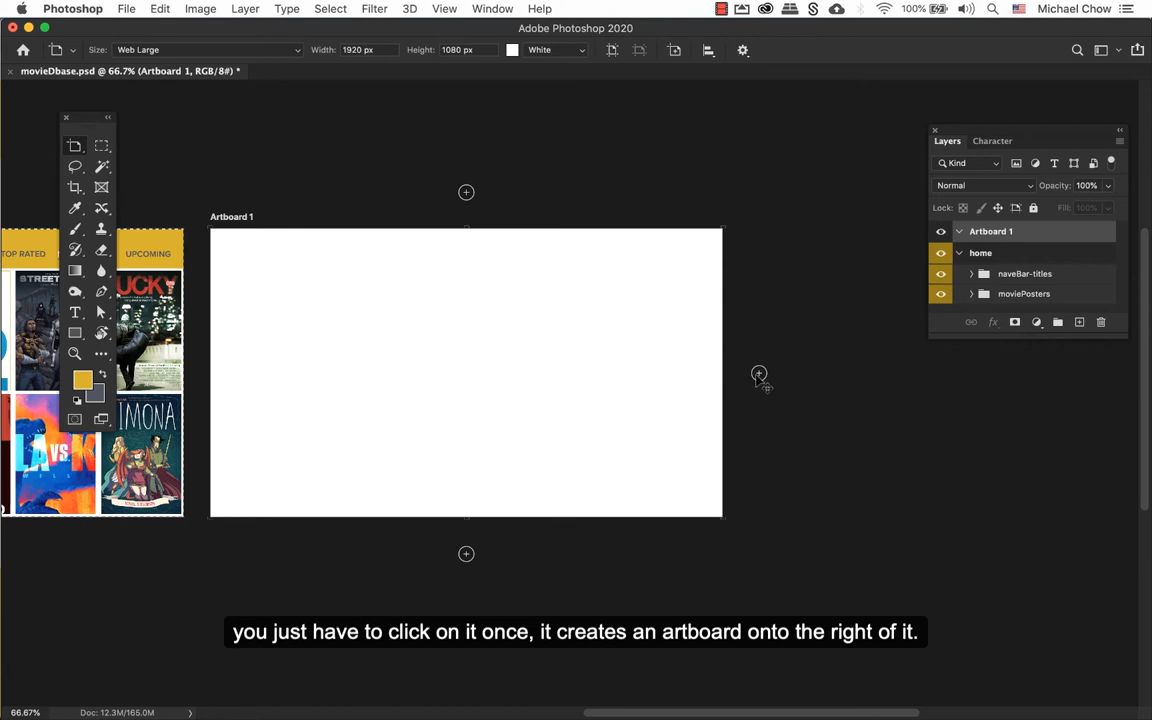 Photoshop File Edit Image Layer Type Select Filter 3D View Window Help 100% Michael Chow
Adobe Photoshop 2020
Size: Web Large Width: 1920 px Height: 1080 px White
movieDbase.psd @ 66.7% (Artboard 1, RGB/8#) *
Layers Character
Kind
Normal Opacity: 100%
Lock: Fill: 100%
Artboard 1
home
naveBar-titles
moviePosters
Artboard 1
TOP RATED UPCOMING
STREET
UCKY
LA VS. K
IMONA
you just have to click on it once, it creates an artboard onto the right of it.
66.67% Doc: 12.3M/165.0M